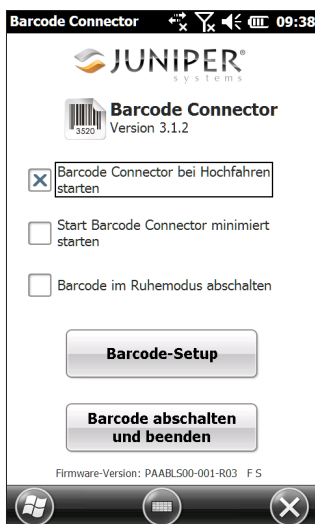 Barcode Connector 09:38
JUNIPER®
systems
3520
Barcode Connector
Version 3.1.2
Barcode Connector bei Hochfahren
starten
Start Barcode Connector minimiert
starten
Barcode im Ruhemodus abschalten
Barcode-Setup
Barcode abschalten
und beenden
Firmware-Version: PAABLS00-001-R03 F S